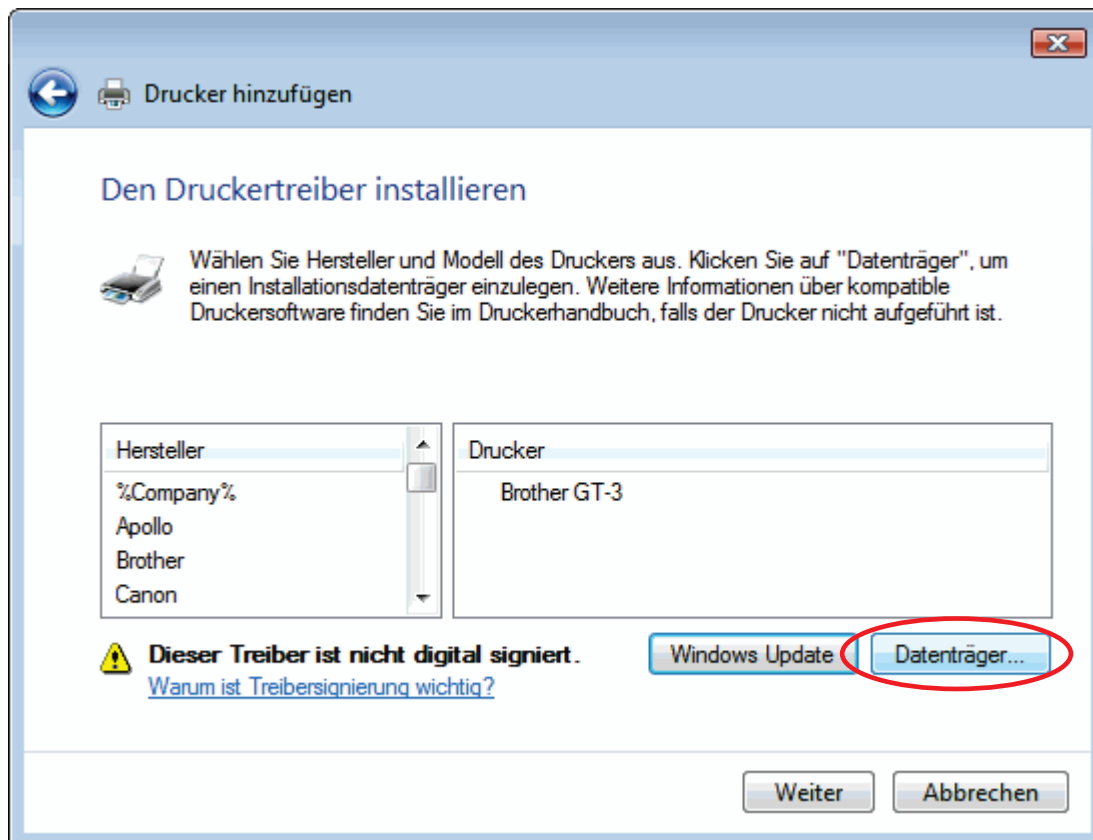 Drucker hinzufügen
Den Druckertreiber installieren
Wählen Sie Hersteller und Modell des Druckers aus. Klicken Sie auf "Datenträger", um
einen Installationsdatenträger einzulegen. Weitere Informationen über kompatible
Druckersoftware finden Sie im Druckerhandbuch, falls der Drucker nicht aufgeführt ist.
Hersteller
%Company%
Apollo
Brother
Canon
Drucker
Brother GT-3
Dieser Treiber ist nicht digital signiert.
Warum ist Treibersignierung wichtig?
Windows Update
Datenträger...
Weiter
Abbrechen